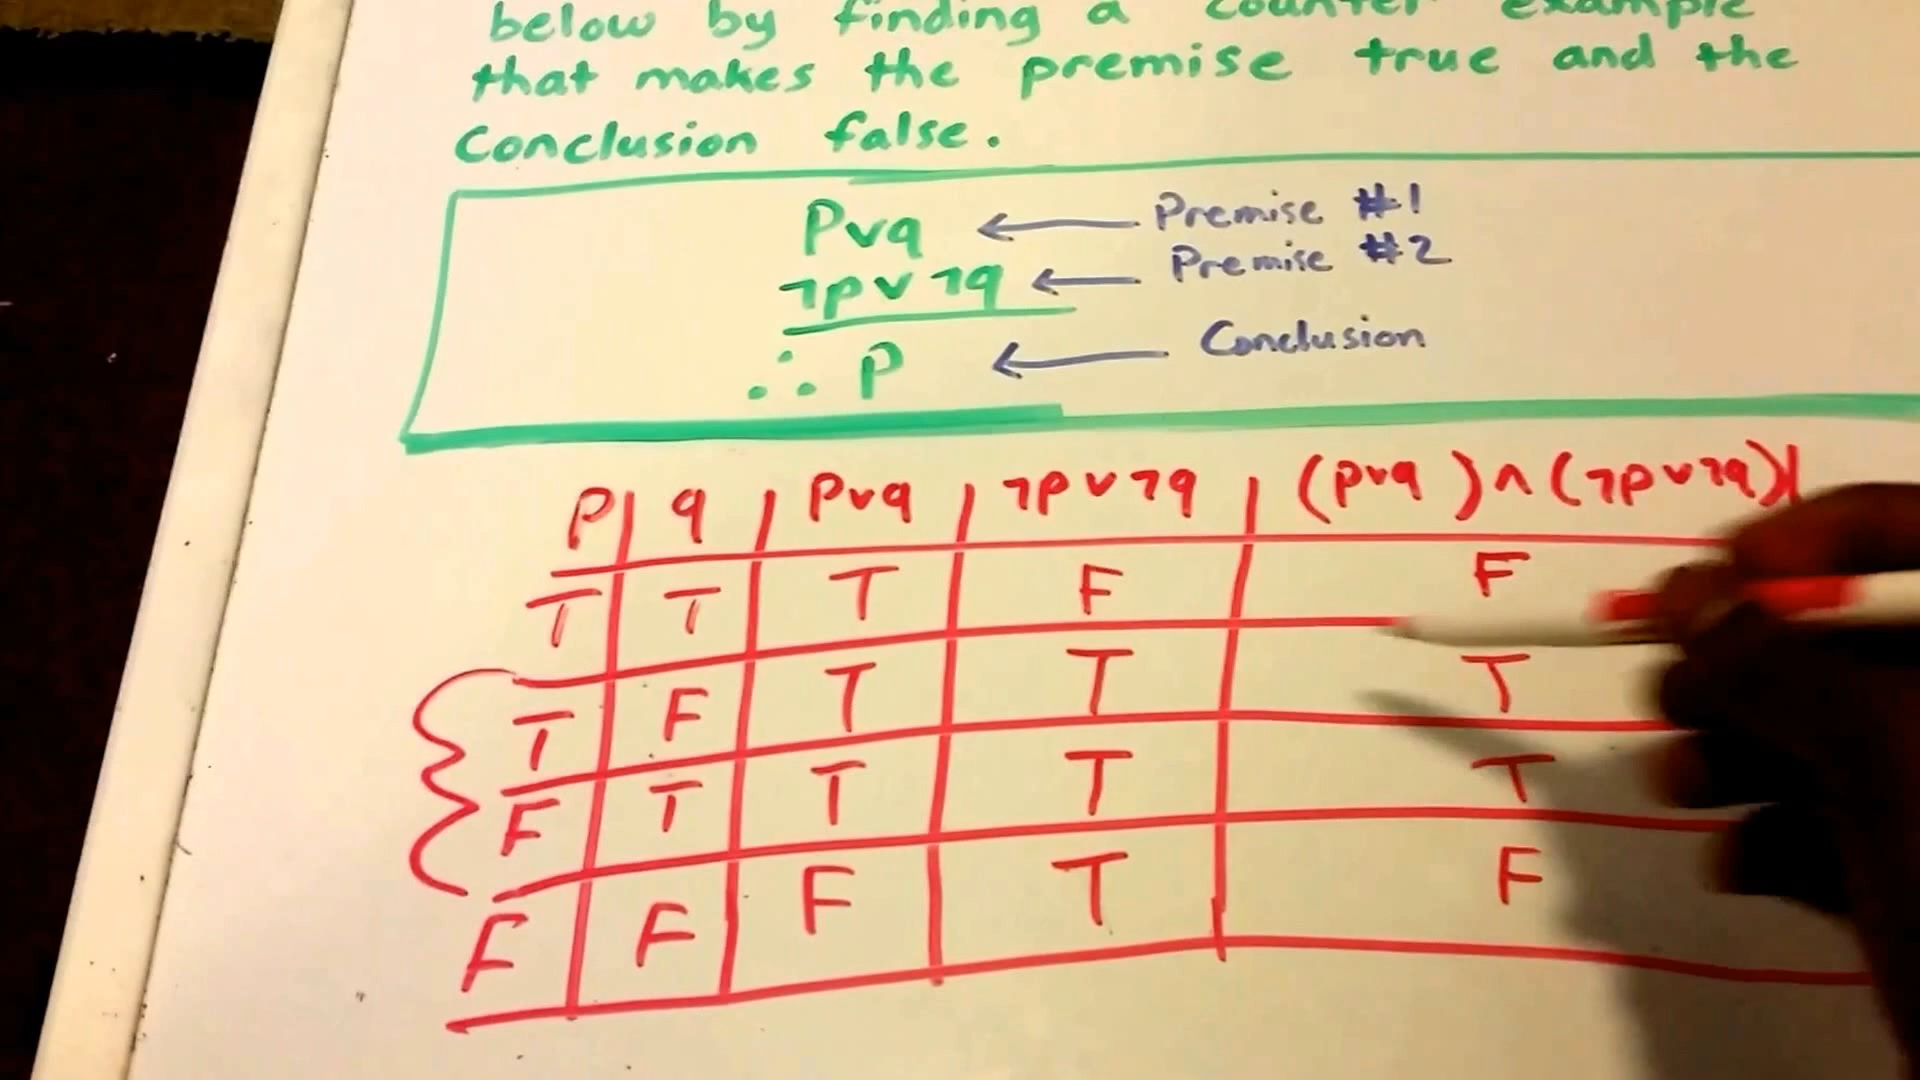 below by finding a counter example
that makes the premise true and the
Conclusion false.
Pvq ← Premise #1
¬p∨¬q ← Premise #2
∴ P ← Conclusion
P | q | Pvq | ¬p∨¬q | (pvq)∧(¬p∨¬q)|
T | T | T | F | F
T | F | T | T | T
F | T | T | T | T
F | F | F | T | F